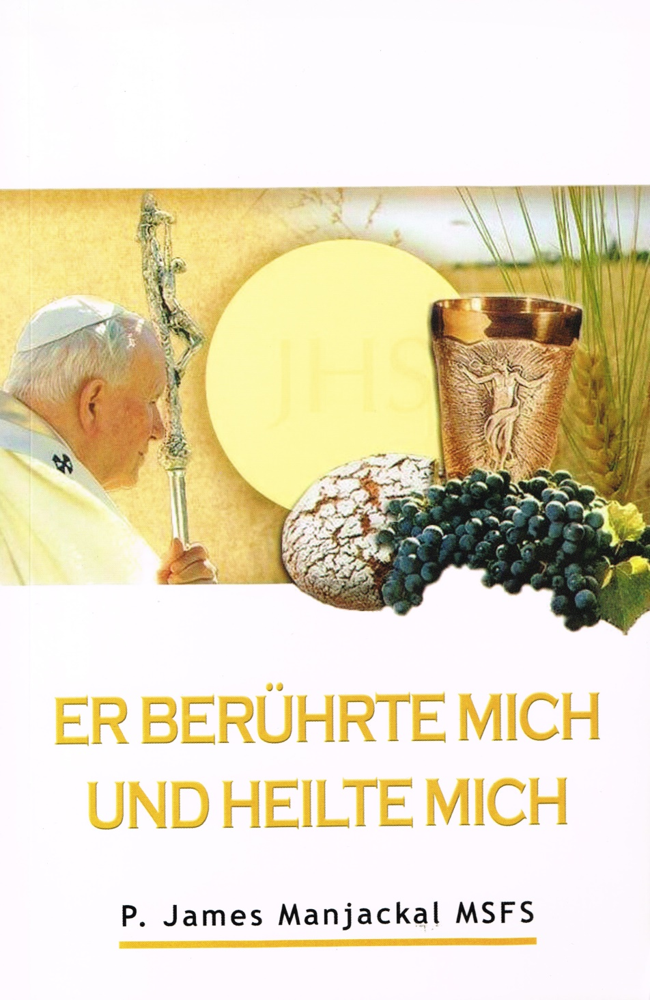 JHS
ER BERÜHRTE MICH
UND HEILTE MICH
P. James Manjackal MSFS